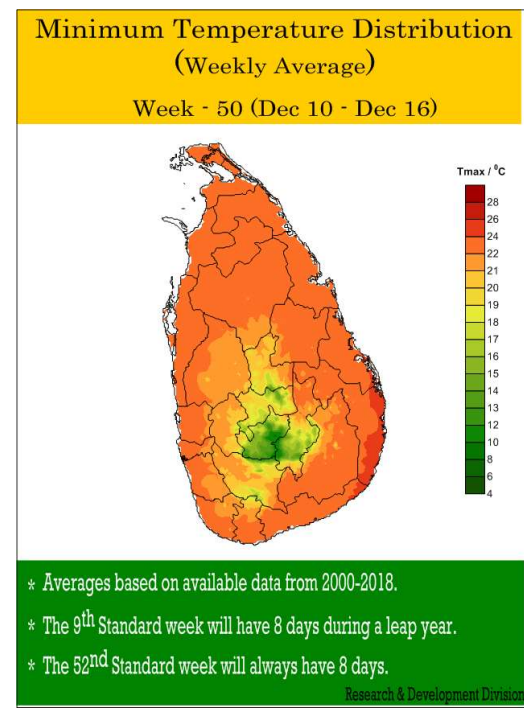 Minimum Temperature Distribution
(Weekly Average)
Week - 50 (Dec 10 - Dec 16)
Tmax / ⁰C
28
26
24
22
21
20
19
18
17
16
15
14
13
12
10
8
6
4
* Averages based on available data from 2000-2018.
* The 9th Standard week will have 8 days during a leap year.
* The 52nd Standard week will always have 8 days.
Research & Development Division